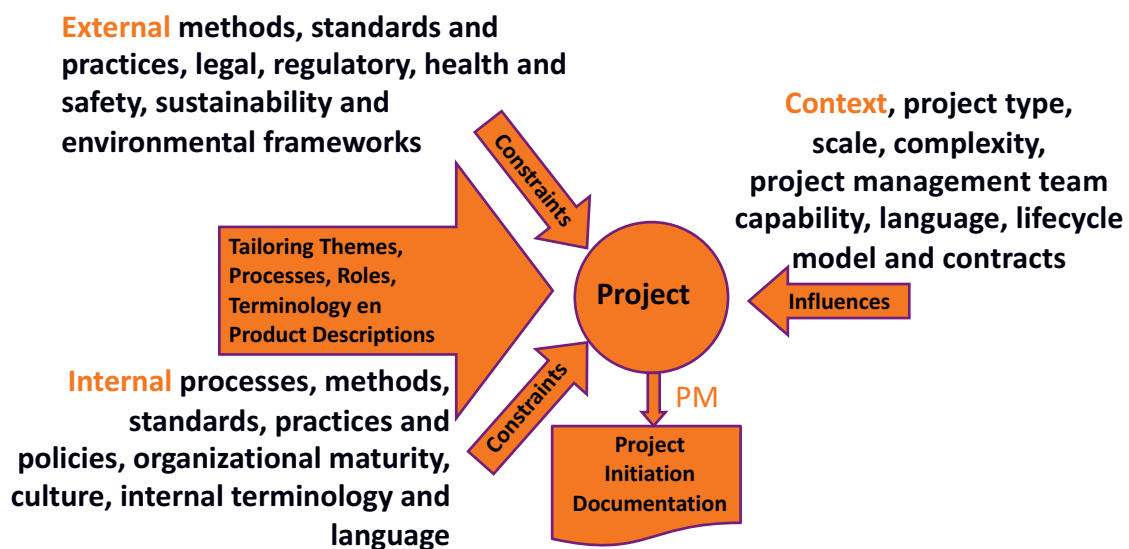 External methods, standards and
practices, legal, regulatory, health and
safety, sustainability and
environmental frameworks
Constraints
Context, project type,
scale, complexity,
project management team
capability, language, lifecycle
model and contracts
Tailoring Themes,
Processes, Roles,
Terminology en
Product Descriptions
Project
Influences
Internal processes, methods,
standards, practices and
policies, organizational maturity,
culture, internal terminology and
language
Constraints
PM
Project
Initiation
Documentation